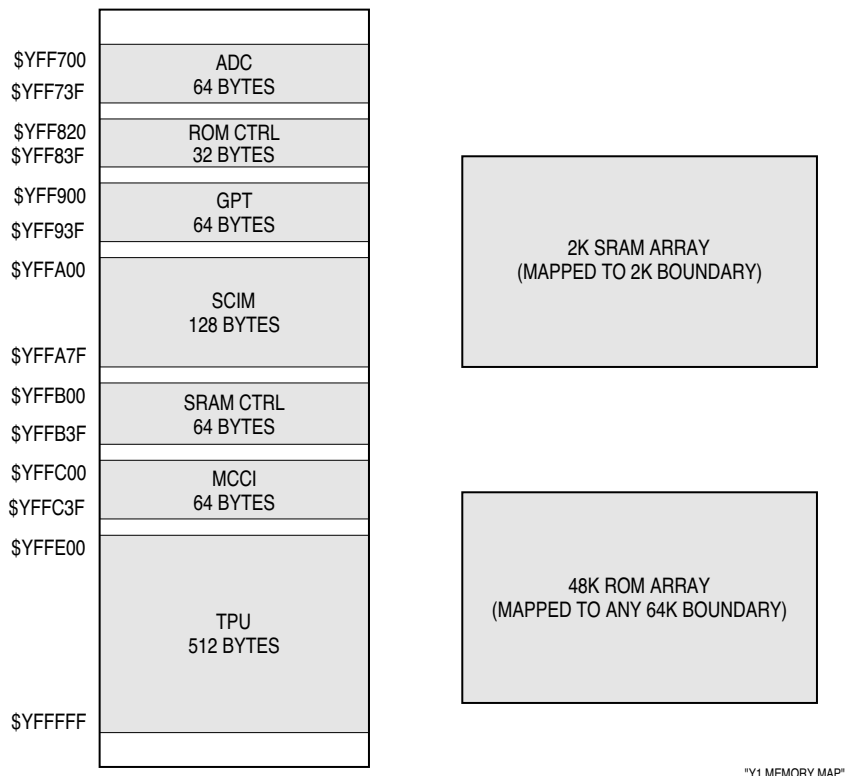 $YFF700
ADC
64 BYTES
$YFF73F
$YFF820
ROM CTRL
32 BYTES
$YFF83F
$YFF900
GPT
64 BYTES
$YFF93F
$YFFA00
SCIM
128 BYTES
$YFFA7F
$YFFB00
SRAM CTRL
64 BYTES
$YFFB3F
$YFFC00
MCCI
64 BYTES
$YFFC3F
$YFFE00
TPU
512 BYTES
$YFFFFF
2K SRAM ARRAY
(MAPPED TO 2K BOUNDARY)
48K ROM ARRAY
(MAPPED TO ANY 64K BOUNDARY)
"Y1 MEMORY MAP"